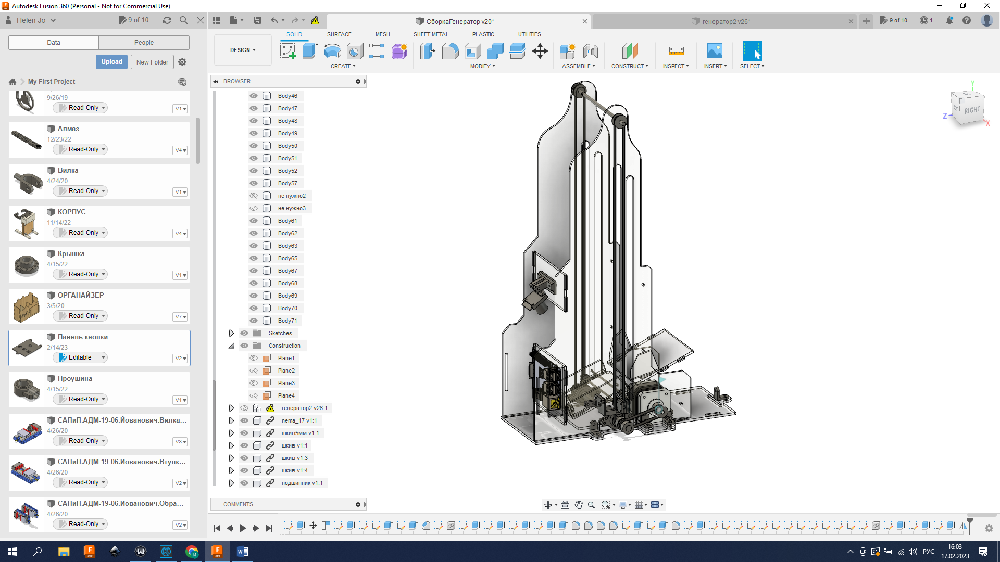 Autodesk Fusion 360 (Personal - Not for Commercial Use)
Helen Jo
9 of 10
СборкаГенератор v20*
генератор2 v26*
9 of 10
1
Data
People
Upload
New Folder
My First Project
9/26/19
Read-Only
V1
Алмаз
12/23/22
Read-Only
V4
Вилка
4/24/20
Read-Only
V1
КОРПУС
11/14/22
Read-Only
V4
Крышка
4/15/22
Read-Only
V1
ОРГАНАЙЗЕР
3/5/20
Read-Only
V7
Панель кнопки
2/14/23
Editable
V2
Проушина
4/15/22
Read-Only
V1
САПиП.АДМ-19-06.Йованович.Вилка...
4/26/20
Read-Only
V3
САПиП.АДМ-19-06.Йованович.Втулк...
4/26/20
Read-Only
V2
САПиП.АДМ-19-06.Йованович.Обра...
4/26/20
Read-Only
V2
DESIGN
SOLID
SURFACE
MESH
SHEET METAL
PLASTIC
UTILITIES
CREATE
MODIFY
ASSEMBLE
CONSTRUCT
INSPECT
INSERT
SELECT
BROWSER
Body46
Body47
Body48
Body49
Body50
Body51
Body52
Body57
не нужно2
не нужно3
Body61
Body62
Body63
Body65
Body67
Body68
Body69
Body70
Body71
Sketches
Construction
Plane1
Plane2
Plane3
Plane4
генератор2 v26:1
nema_17 v1:1
шкив5мм v1:1
шкив v1:1
шкив v1:3
шкив v1:4
подшипник v1:1
COMMENTS
Y
RIGHT
Z
X
РУС
16:03
17.02.2023